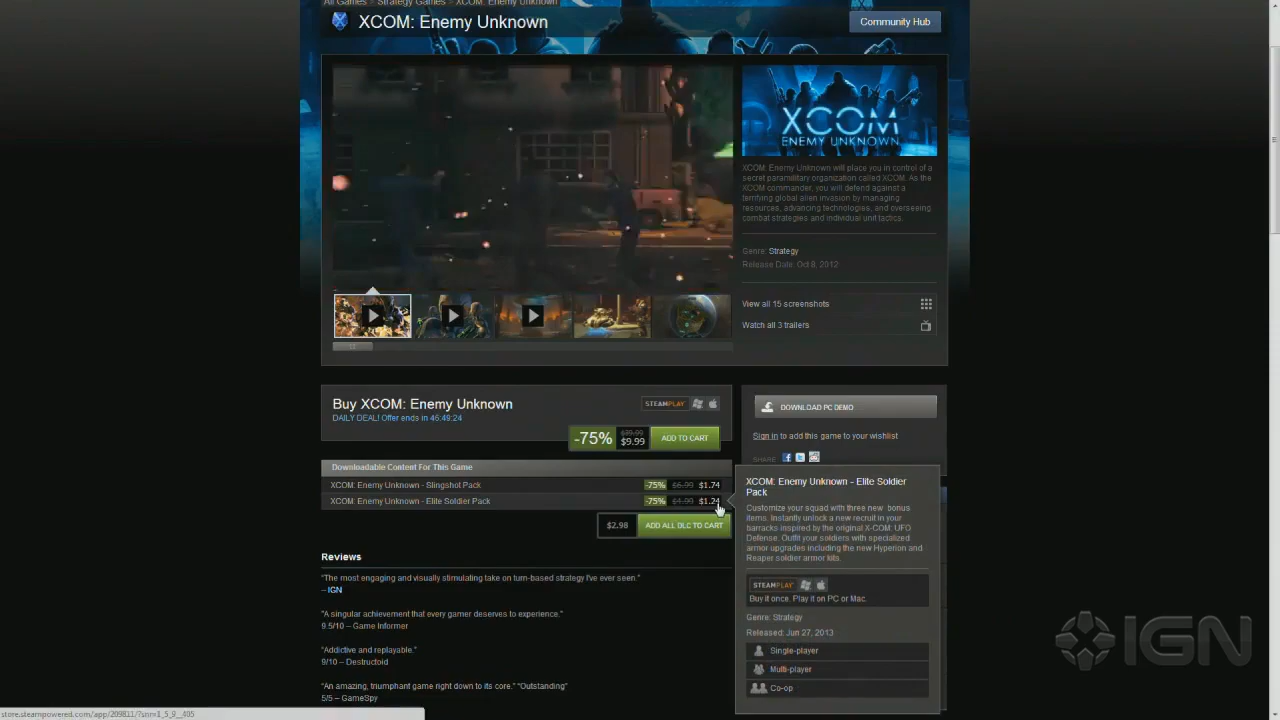 All Games > Strategy Games > XCOM: Enemy Unknown
XCOM: Enemy Unknown
Community Hub
XCOM
ENEMY UNKNOWN
XCOM: Enemy Unknown will place you in control of a
secret paramilitary organization called XCOM. As the
XCOM commander, you will defend against a
terrifying global alien invasion by managing
resources, advancing technologies, and overseeing
combat strategies and individual unit tactics.
Genre: Strategy
Release Date: Oct 8, 2012
View all 15 screenshots
Watch all 3 trailers
Buy XCOM: Enemy Unknown
STEAMPLAY
DAILY DEAL! Offer ends in 46:49:24
-75%
$39.99
$9.99
ADD TO CART
DOWNLOAD PC DEMO
Sign in to add this game to your wishlist
SHARE:
Downloadable Content For This Game
XCOM: Enemy Unknown - Slingshot Pack -75% $6.99 $1.74
XCOM: Enemy Unknown - Elite Soldier Pack -75% $4.99 $1.24
$2.98 ADD ALL DLC TO CART
XCOM: Enemy Unknown - Elite Soldier
Pack
Customize your squad with three new bonus
items. Instantly unlock a new recruit in your
barracks inspired by the original X-COM: UFO
Defense. Outfit your soldiers with specialized
armor upgrades including the new Hyperion and
Reaper soldier armor kits.
STEAMPLAY
Buy it once. Play it on PC or Mac.
Genre: Strategy
Released: Jun 27, 2013
Single-player
Multi-player
Co-op
Reviews
"The most engaging and visually stimulating take on turn-based strategy I've ever seen."
– IGN
"A singular achievement that every gamer deserves to experience."
9.5/10 – Game Informer
"Addictive and replayable."
9/10 – Destructoid
"An amazing, triumphant game right down to its core." "Outstanding"
5/5 – GameSpy
IGN